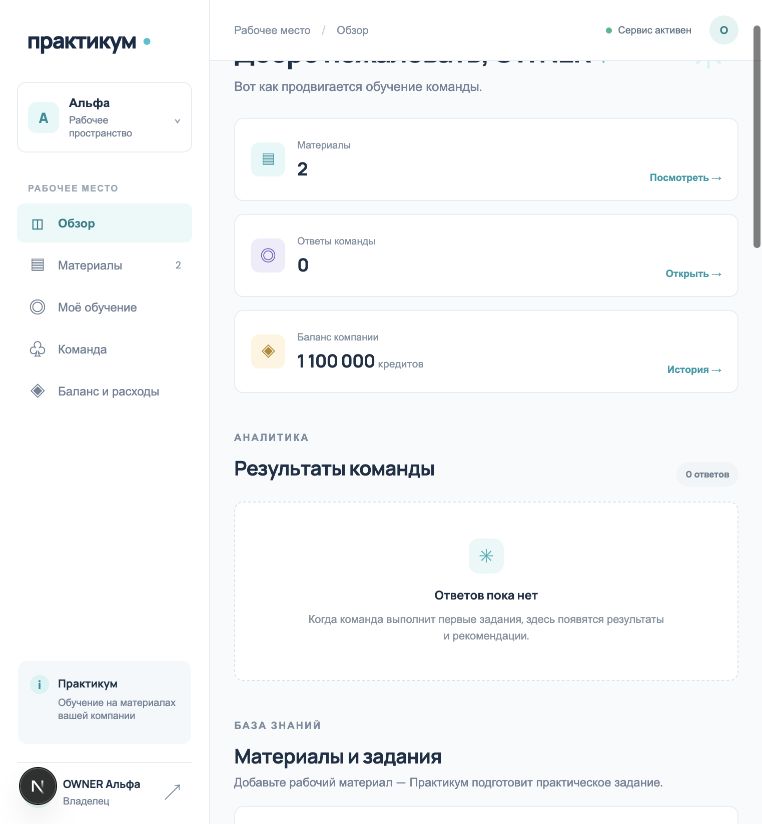 практикум
Рабочее место / Обзор
Сервис активен
О
Добро пожаловать, OWNER
Вот как продвигается обучение команды.
А
Альфа
Рабочее
пространство
РАБОЧЕЕ МЕСТО
Обзор
Материалы 2
Моё обучение
Команда
Баланс и расходы
i
Практикум
Обучение на материалах
вашей компании
N
OWNER Альфа
Владелец
Материалы
2
Посмотреть →
Ответы команды
0
Открыть →
Баланс компании
1 100 000 кредитов
История →
АНАЛИТИКА
Результаты команды
0 ответов
Ответов пока нет
Когда команда выполнит первые задания, здесь появятся результаты
и рекомендации.
БАЗА ЗНАНИЙ
Материалы и задания
Добавьте рабочий материал — Практикум подготовит практическое задание.